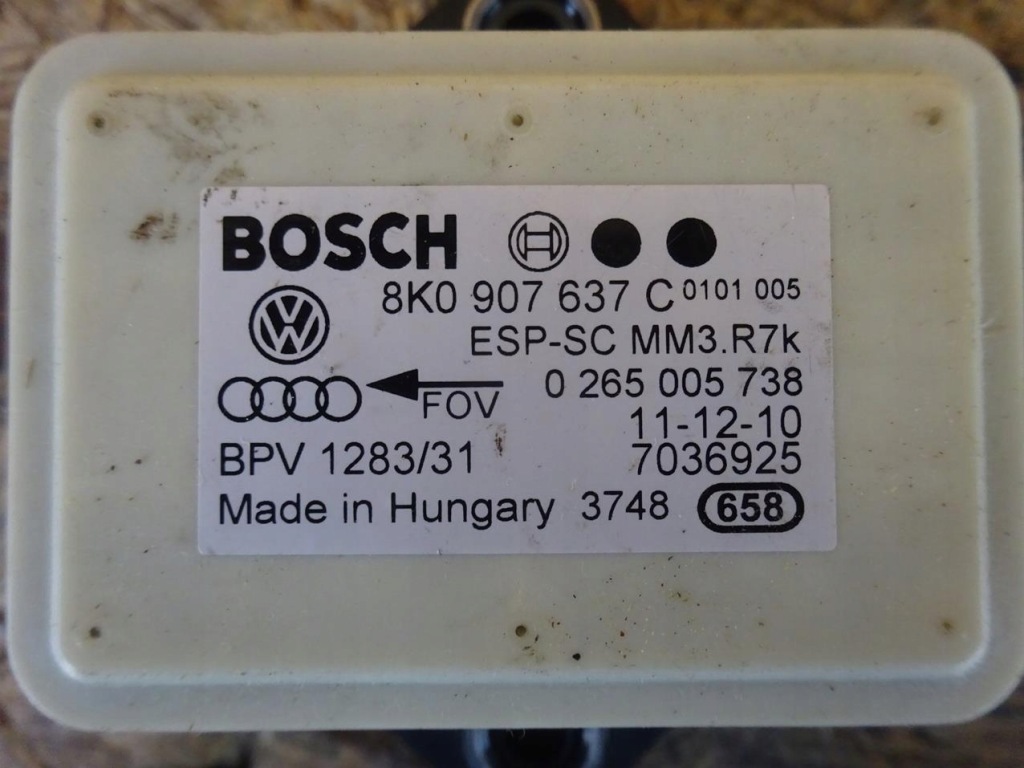 BOSCH
8K0 907 637 C 0101 005
ESP-SC MM3.R7k
0 265 005 738
FOV
11-12-10
BPV 1283/31 7036925
Made in Hungary 3748 658